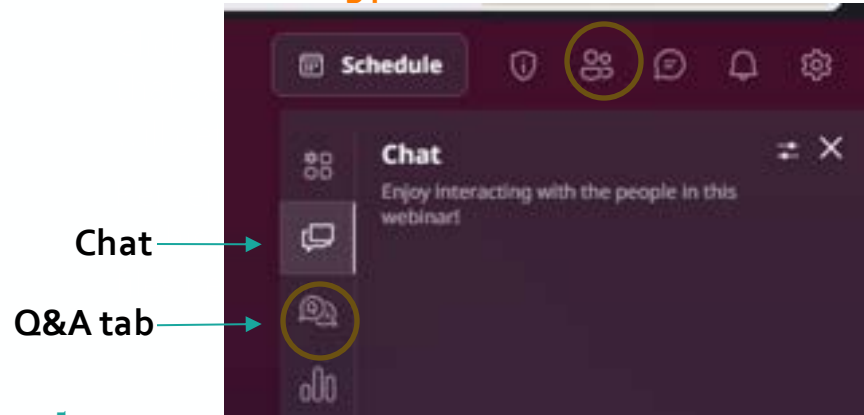 Schedule
Chat
Enjoy interacting with the people in this
webinar!
Chat
Q&A tab